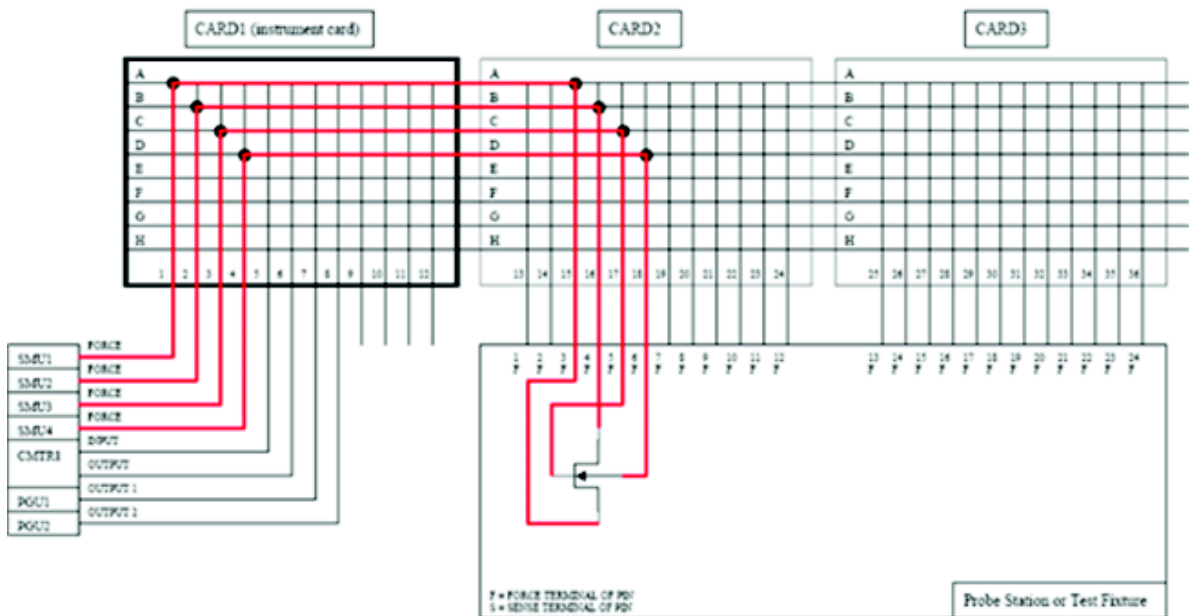 CARD1 (instrument card)
CARD2
CARD3
A
B
C
D
E
F
G
H
1 2 3 4 5 6 7 8 9 10 11 12
A
B
C
D
E
F
G
H
13 14 15 16 17 18 19 20 21 22 23 24
A
B
C
D
E
F
G
H
25 26 27 28 29 30 31 32 33 34 35 36
SMU1
FORCE
SMU2
FORCE
SMU3
FORCE
SMU4
FORCE
CMTR1
INPUT
OUTPUT
PGU1
OUTPUT 1
PGU2
OUTPUT 2
1 2 3 4 5 6 7 8 9 10 11 12
F F F F F F F F F F F F
13 14 15 16 17 18 19 20 21 22 23 24
F F F F F F F F F F F F
F = FORCE TERMINAL OF PIN
S = SENSE TERMINAL OF PIN
Probe Station or Test Fixture